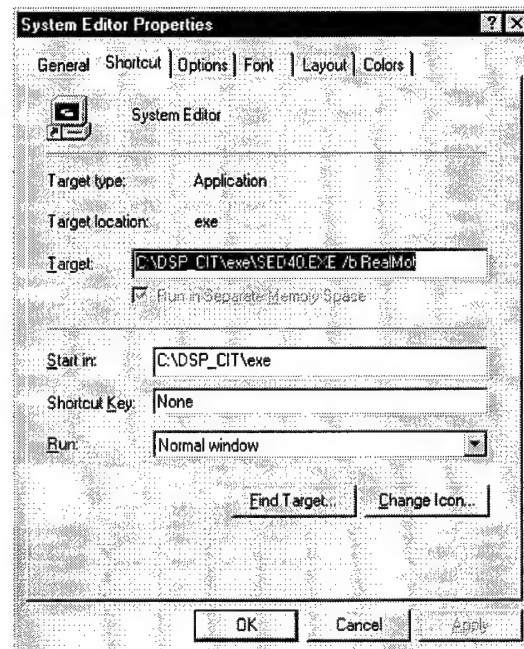 System Editor Properties
General Shortcut Options Font Layout Colors
System Editor
Target type: Application
Target location: exe
Target: C:\DSP_CIT\exe\SED40.EXE /b RealMot
Run in Separate Memory Space
Start in: C:\DSP_CIT\exe
Shortcut Key: None
Run: Normal window
Find Target... Change Icon...
OK Cancel Apply